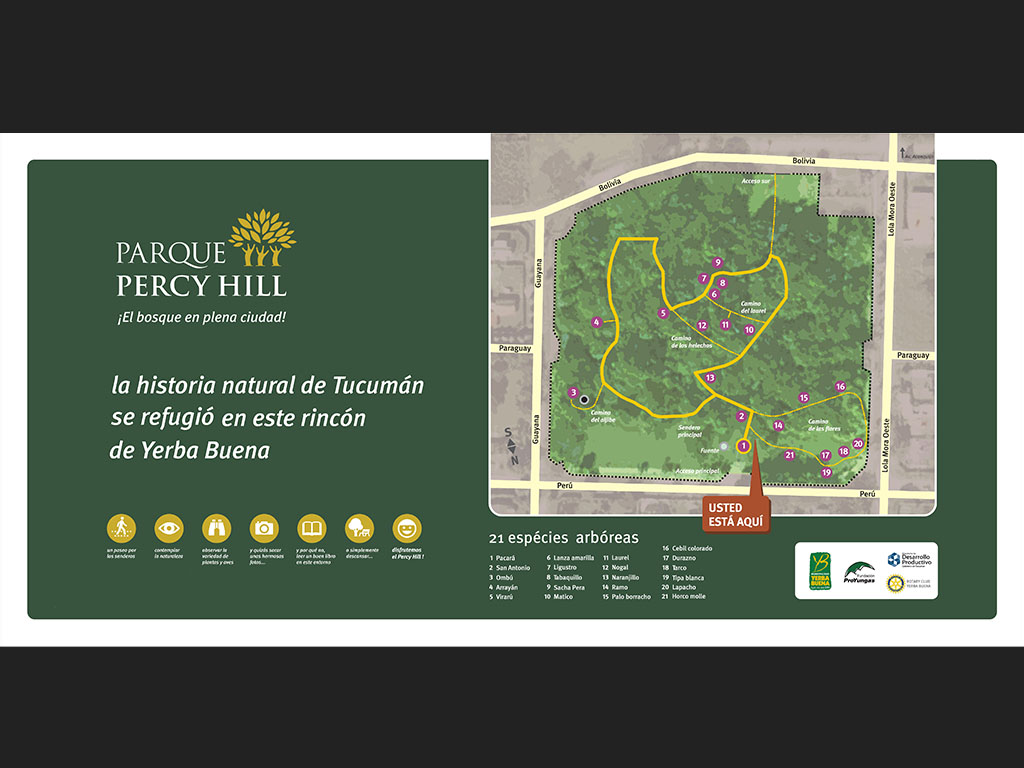 PARQUE
PERCY HILL
¡El bosque en plena ciudad!
la historia natural de Tucumán
se refugió en este rincón
de Yerba Buena
un paseo por
los senderos
contemplar
la naturaleza
observar la
variedad de
plantas y aves
y quizás sacar
unas hermosas
fotos...
y por qué no,
leer un buen libro
en este entorno
o simplemente
descansar...
disfrutemos
el Percy Hill !
Bolivia
Bolivia
Acceso sur
Lola Mora Oeste
Guayana
9
7
8
6
Camino
del laurel
5
4
12
11
10
Camino
de los helechos
Paraguay
Paraguay
13
3
Camino
del aljibe
16
15
2
14
Camino
de las flores
Sendero
principal
Guayana
Lola Mora Oeste
S
N
Fuente
1
21
17
18
20
19
Acceso principal
Perú
Perú
USTED
ESTÁ AQUÍ
21 espécies arbóreas
1 Pacará
2 San Antonio
3 Ombú
4 Arrayán
5 Virarú
6 Lanza amarilla
7 Ligustro
8 Tabaquillo
9 Sacha Pera
10 Matico
11 Laurel
12 Nogal
13 Naranjillo
14 Ramo
15 Palo borracho
16 Cebil colorado
17 Durazno
18 Tarco
19 Tipa blanca
20 Lapacho
21 Horco molle
YERBA
BUENA
Fundación
ProYungas
Desarrollo
Productivo
ROTARY CLUB
YERBA BUENA